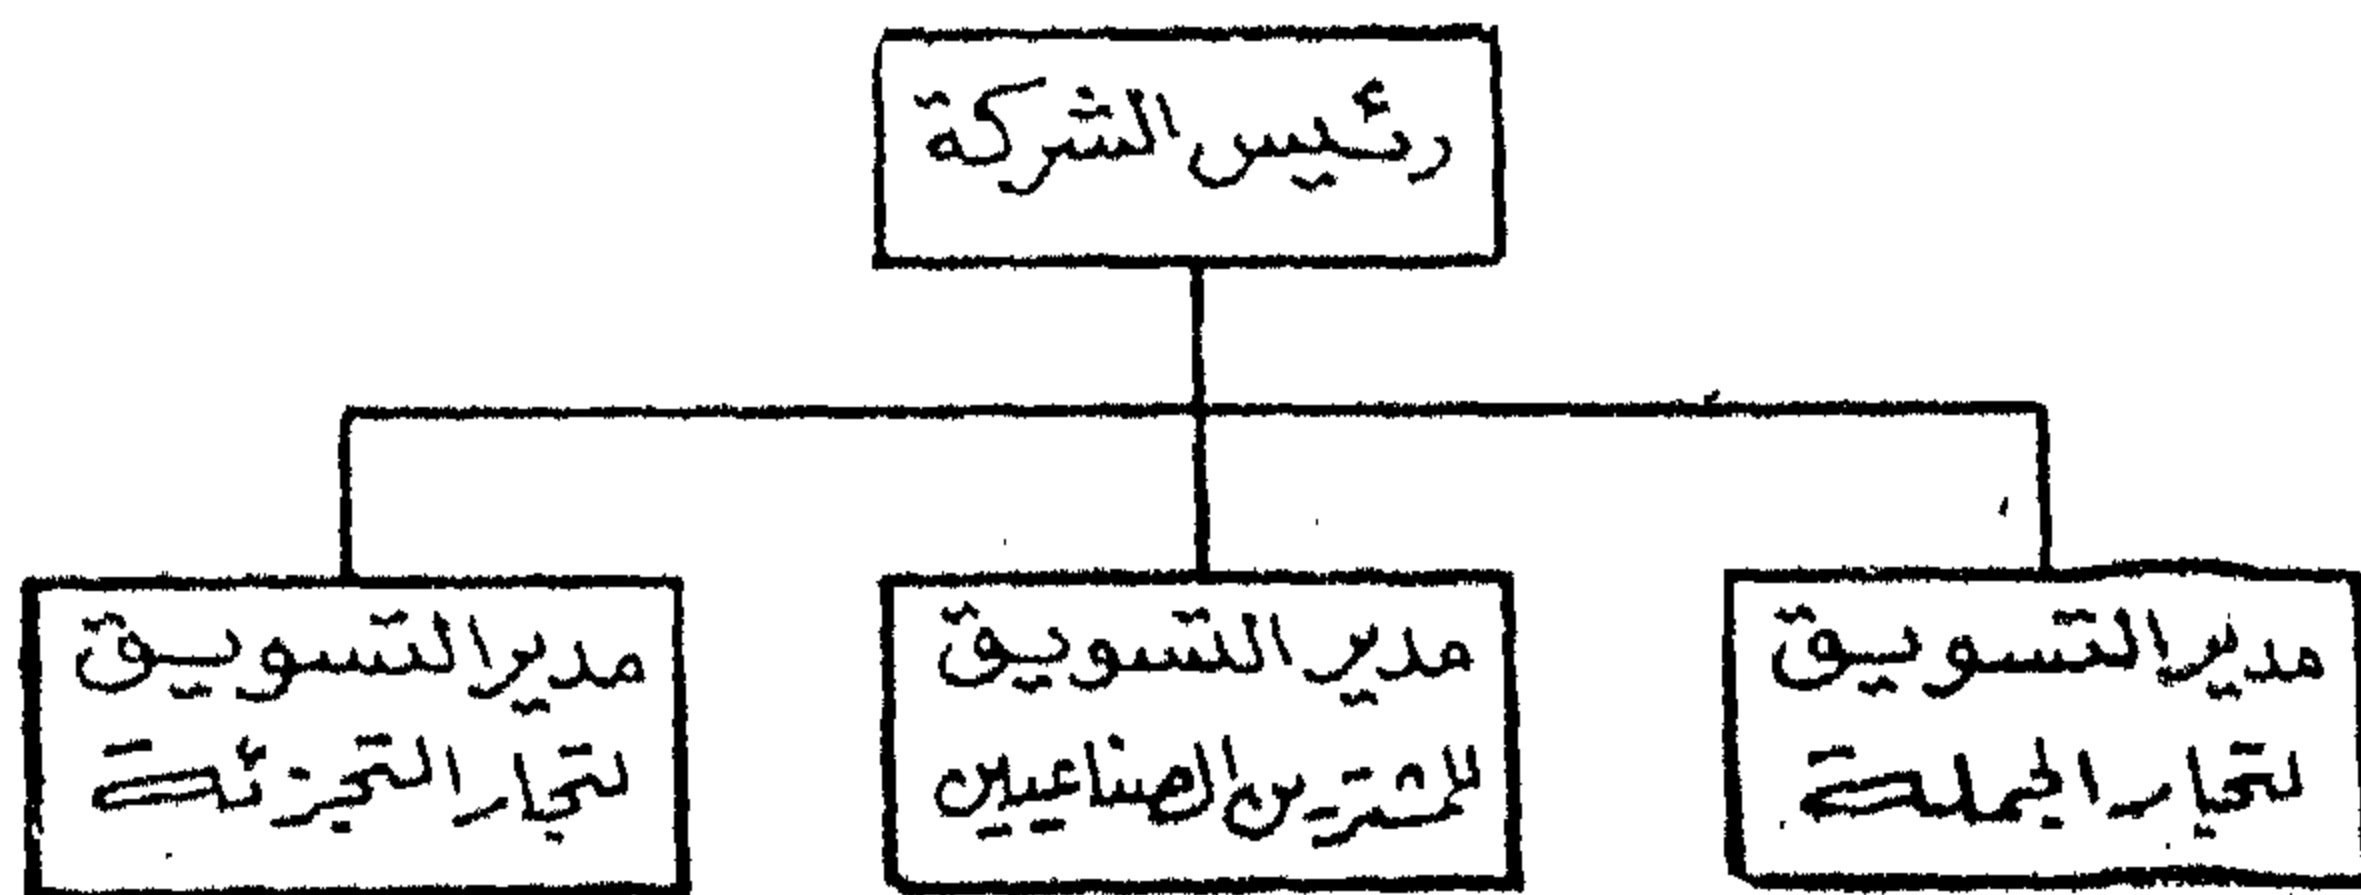 رئيس الشركة
مدير التسويق
لتجار الجملة
مدير التسويق
للمشترين الصناعيين
مدير التسويق
لتجار التجزئة